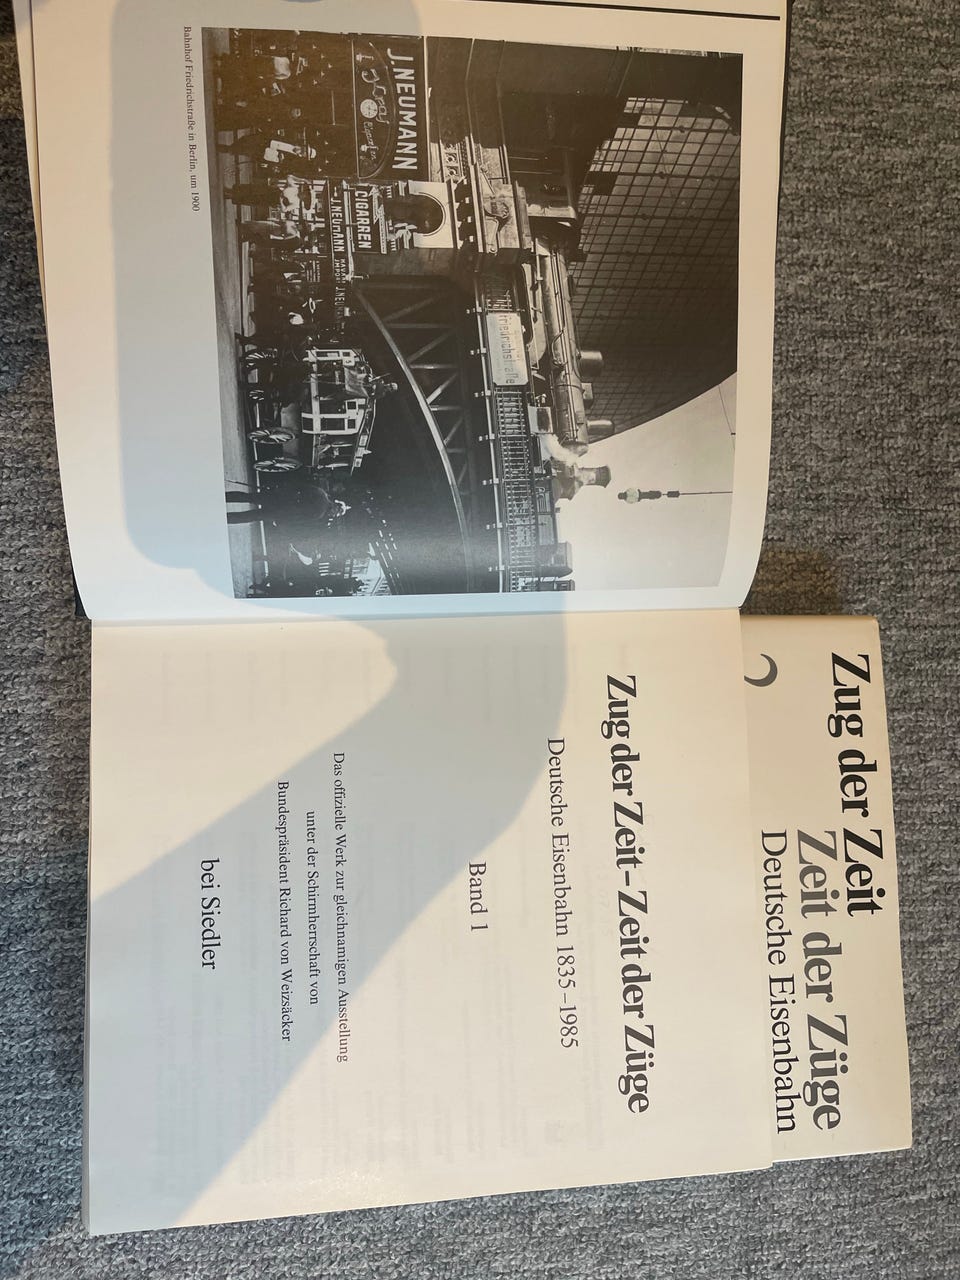 J. NEUMANN
CIGARREN
J. NEUMANN
J. NEU
Friedrichstraße
Bahnhof Friedrichstraße in Berlin, um 1900
Zug der Zeit – Zeit der Züge
Deutsche Eisenbahn 1835–1985
Band 1
Das offizielle Werk zur gleichnamigen Ausstellung
unter der Schirmherrschaft von
Bundespräsident Richard von Weizsäcker
bei Siedler
Zug der Zeit
Zeit der Züge
Deutsche Eisenbahn